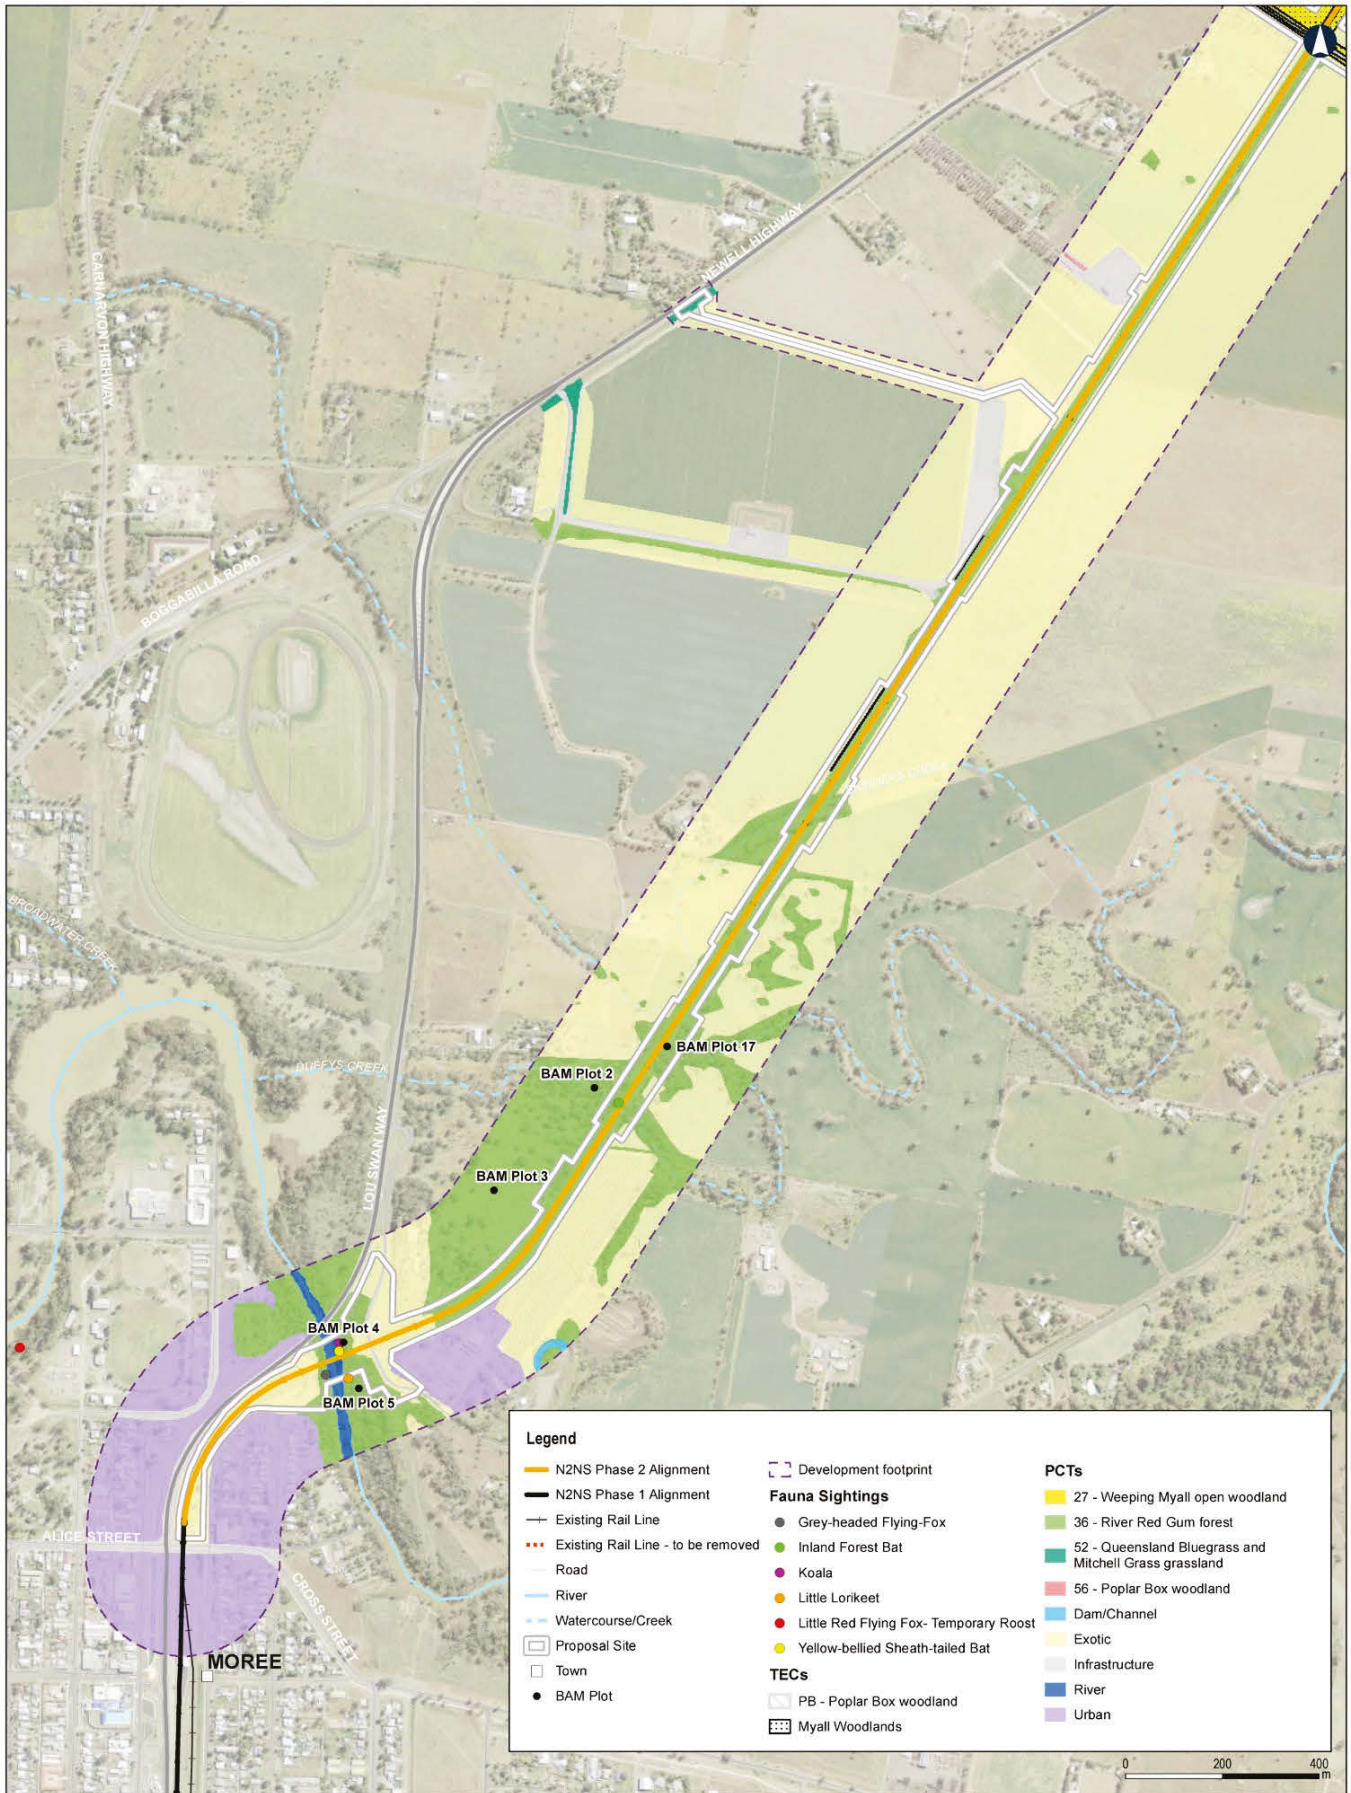 NEWELL HIGHWAY
CARNARVON HIGHWAY
BOGGABILLA ROAD
BROADWATER CREEK
DUFFYS CREEK
LOU SWAN WAY
BAM Plot 17
BAM Plot 2
BAM Plot 3
BAM Plot 4
BAM Plot 5
ALICE STREET
CROSS STREET
MOREE
Legend
N2NS Phase 2 Alignment
N2NS Phase 1 Alignment
Existing Rail Line
Existing Rail Line - to be removed
Road
River
Watercourse/Creek
Proposal Site
Town
BAM Plot
Development footprint
Fauna Sightings
Grey-headed Flying-Fox
Inland Forest Bat
Koala
Little Lorikeet
Little Red Flying Fox- Temporary Roost
Yellow-bellied Sheath-tailed Bat
TECs
PB - Poplar Box woodland
Myall Woodlands
PCTs
27 - Weeping Myall open woodland
36 - River Red Gum forest
52 - Queensland Bluegrass and
Mitchell Grass grassland
56 - Poplar Box woodland
Dam/Channel
Exotic
Infrastructure
River
Urban
0 200 400
m